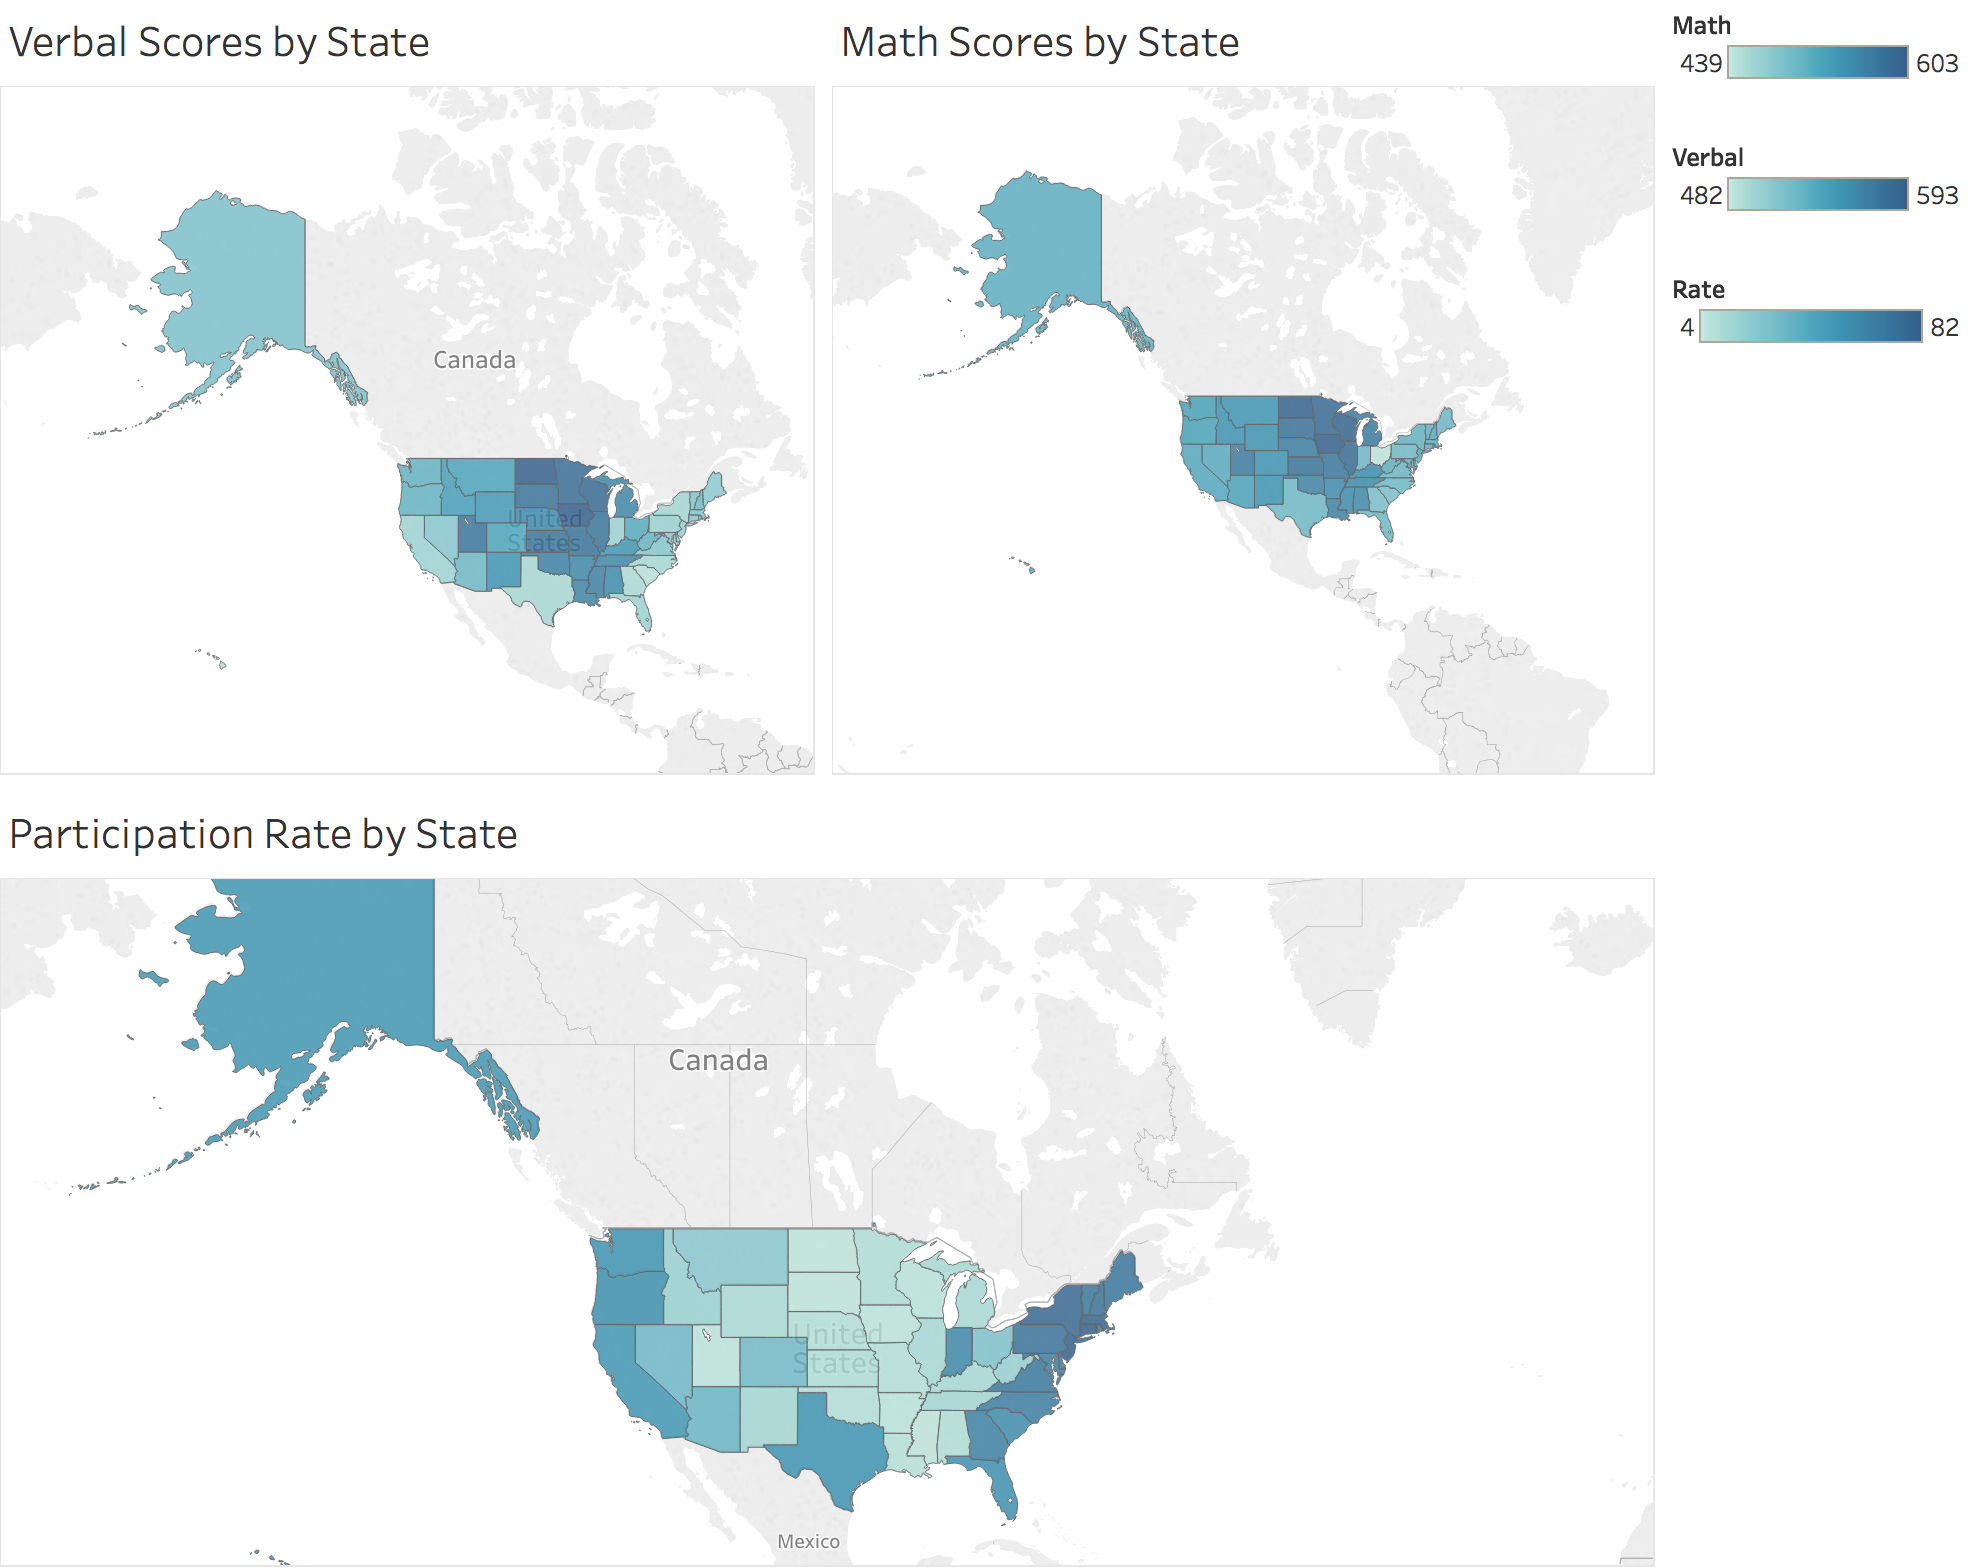 Verbal Scores by State
Math Scores by State
Math
439 603
Verbal
482 593
Rate
4 82
Canada
United
States
Participation Rate by State
Canada
United
States
Mexico